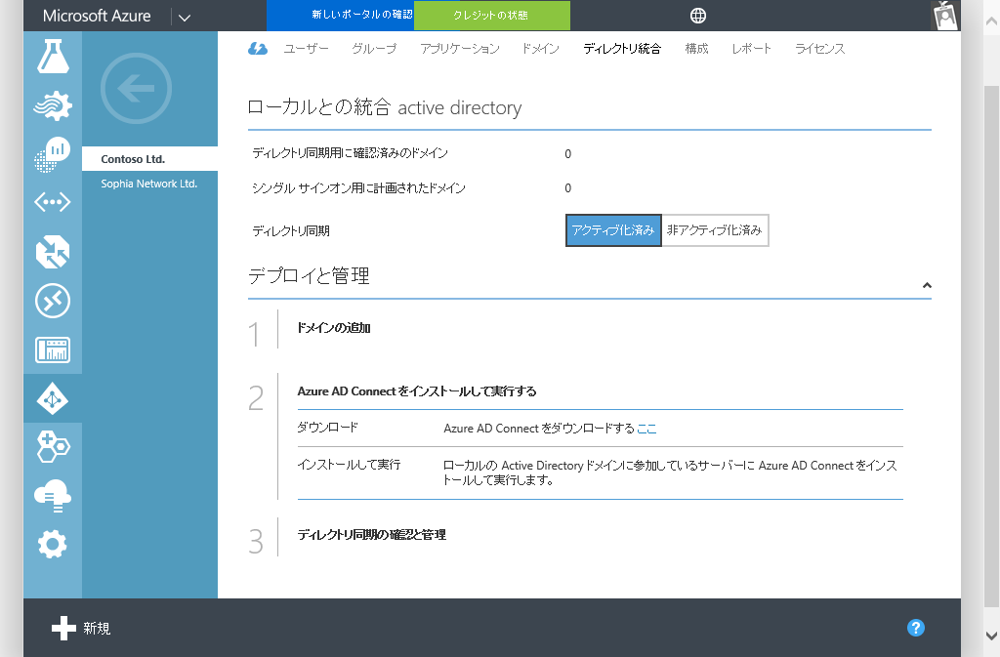 Microsoft Azure
新しいポータルの確認
クレジットの状態
ユーザー グループ アプリケーション ドメイン ディレクトリ統合 構成 レポート ライセンス
Contoso Ltd.
Sophia Network Ltd.
ローカルとの統合 active directory
ディレクトリ同期用に確認済みのドメイン 0
シングル サインオン用に計画されたドメイン 0
ディレクトリ同期 アクティブ化済み 非アクティブ化済み
デプロイと管理
1 ドメインの追加
2 Azure AD Connect をインストールして実行する
ダウンロード Azure AD Connect をダウンロードする ここ
インストールして実行 ローカルの Active Directory ドメインに参加しているサーバーに Azure AD Connect をインス
トールして実行します。
3 ディレクトリ同期の確認と管理
新規
?